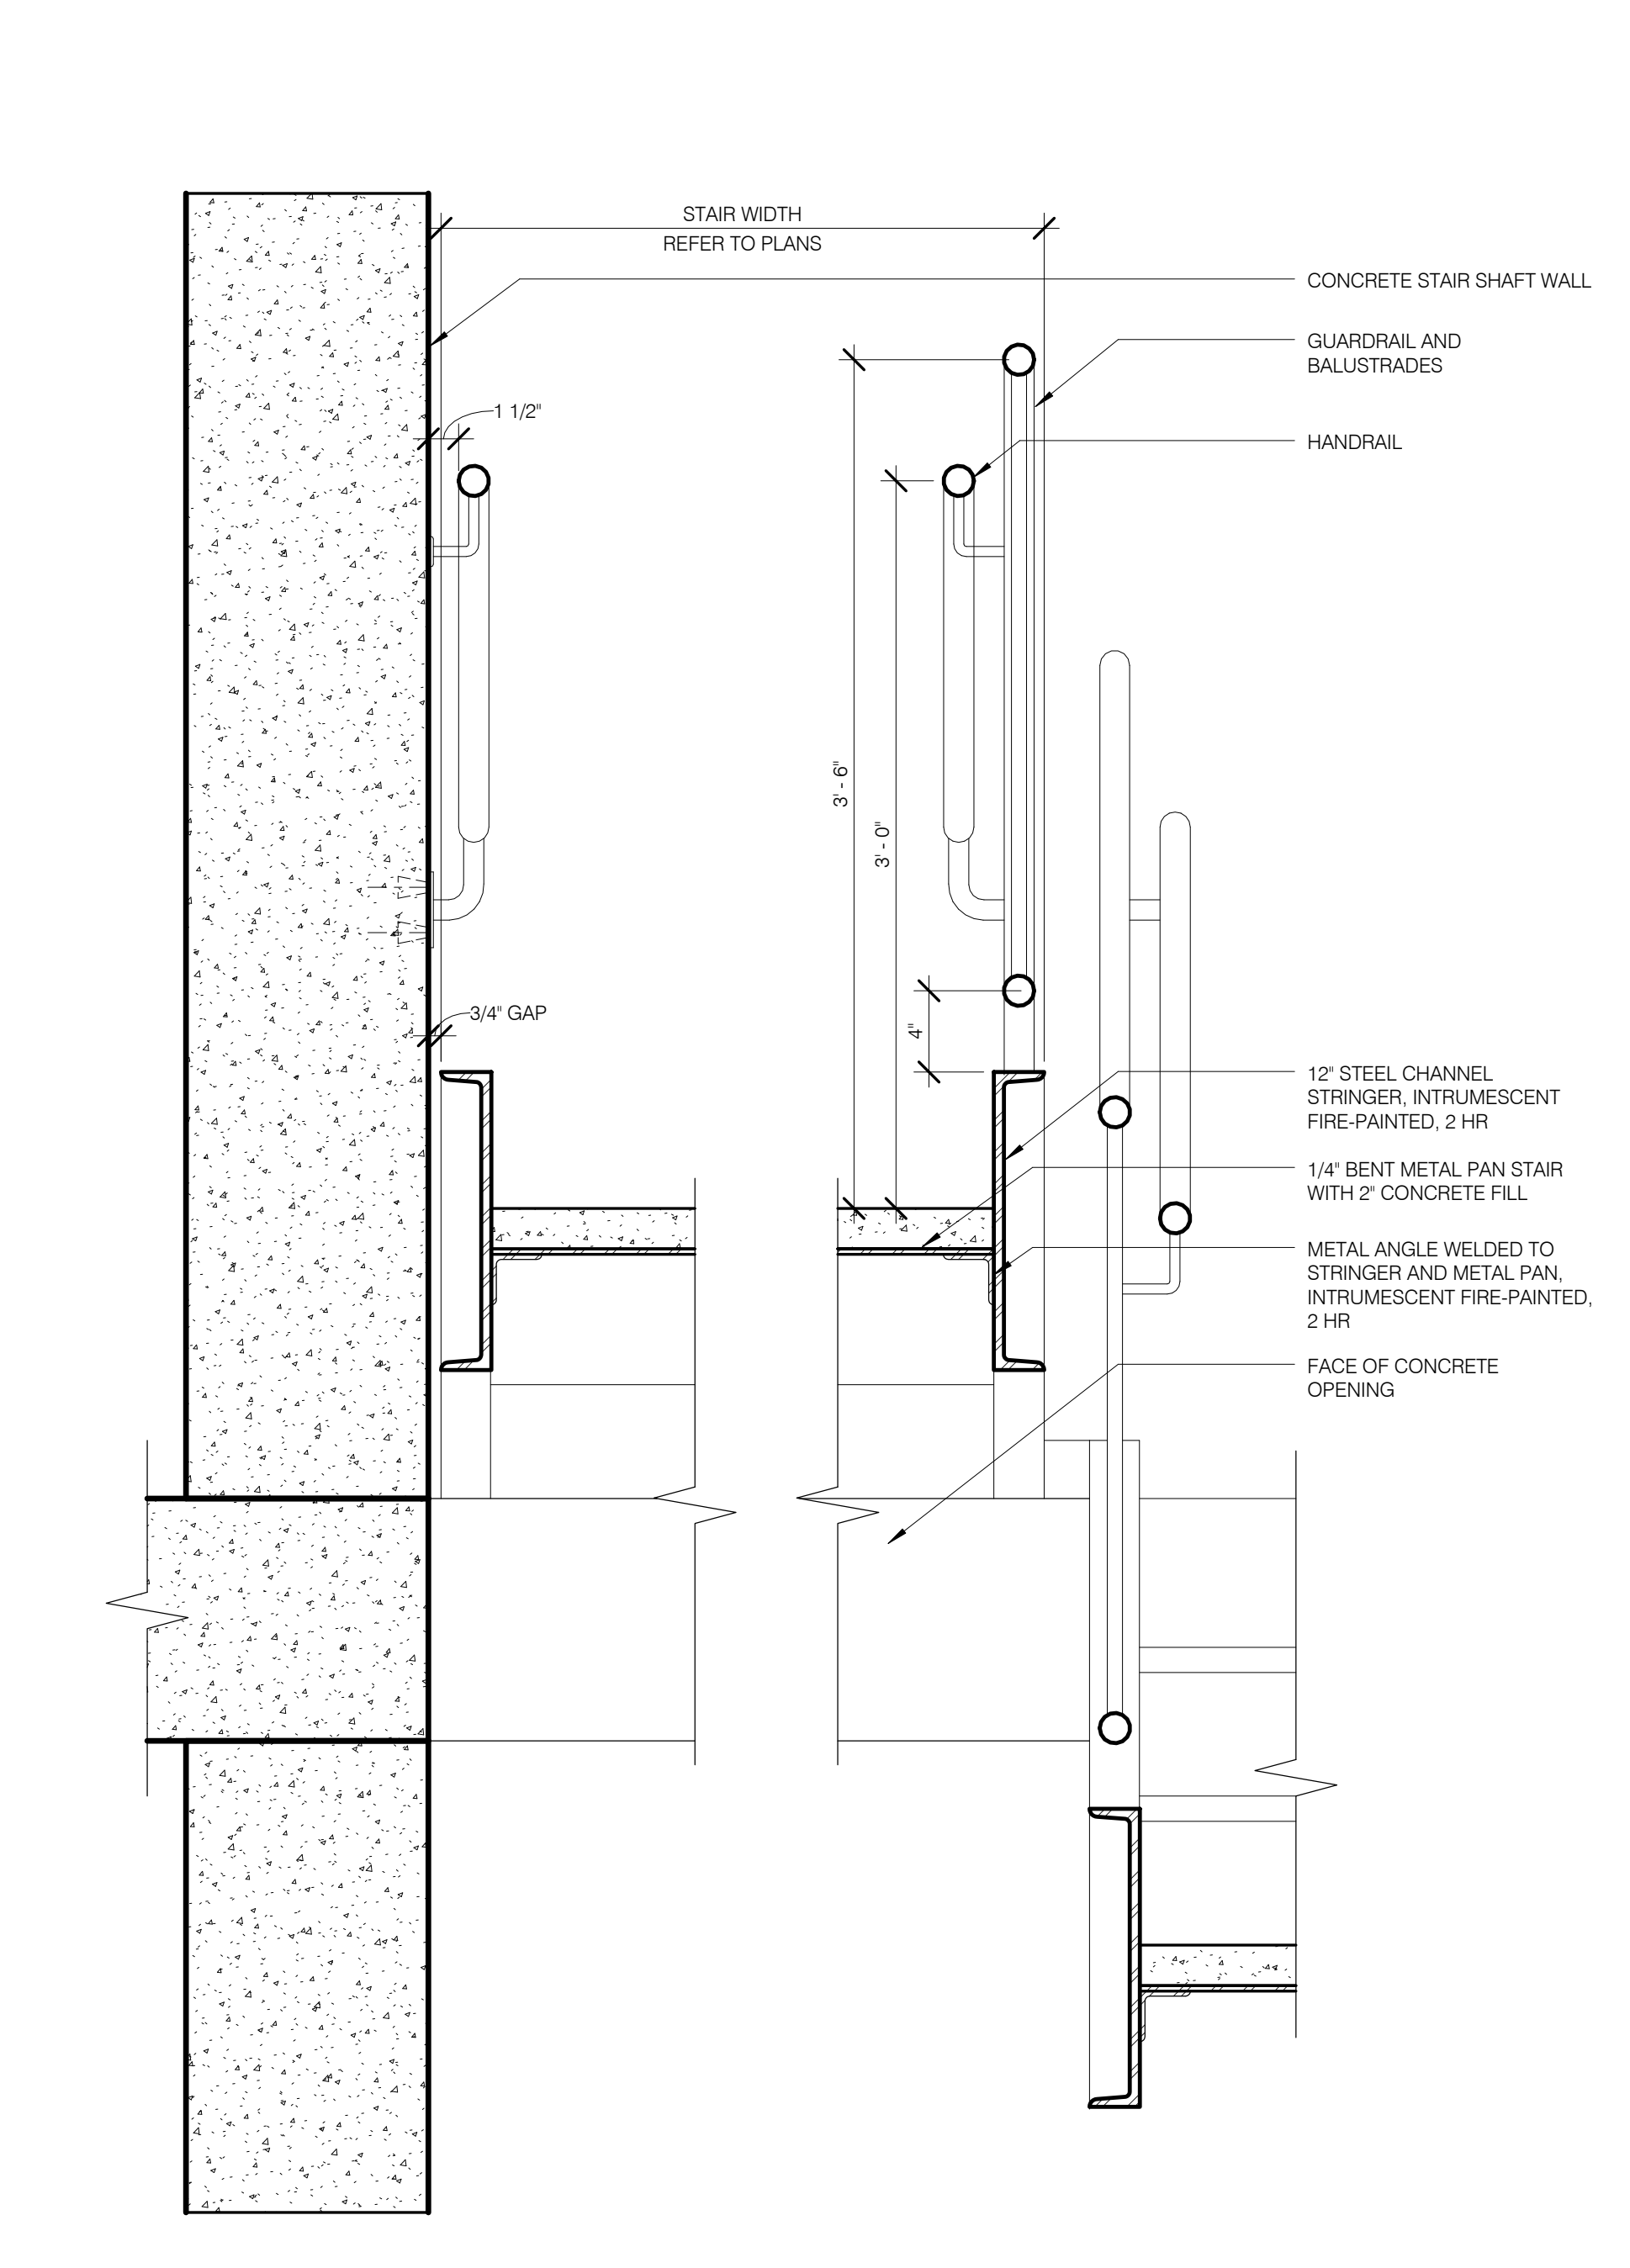 STAIR WIDTH
REFER TO PLANS
CONCRETE STAIR SHAFT WALL
GUARDRAIL AND
BALUSTRADES
1 1/2"
HANDRAIL
3' - 6"
3' - 0"
3/4" GAP
4"
12" STEEL CHANNEL
STRINGER, INTRUMESCENT
FIRE-PAINTED, 2 HR
1/4" BENT METAL PAN STAIR
WITH 2" CONCRETE FILL
METAL ANGLE WELDED TO
STRINGER AND METAL PAN,
INTRUMESCENT FIRE-PAINTED,
2 HR
FACE OF CONCRETE
OPENING